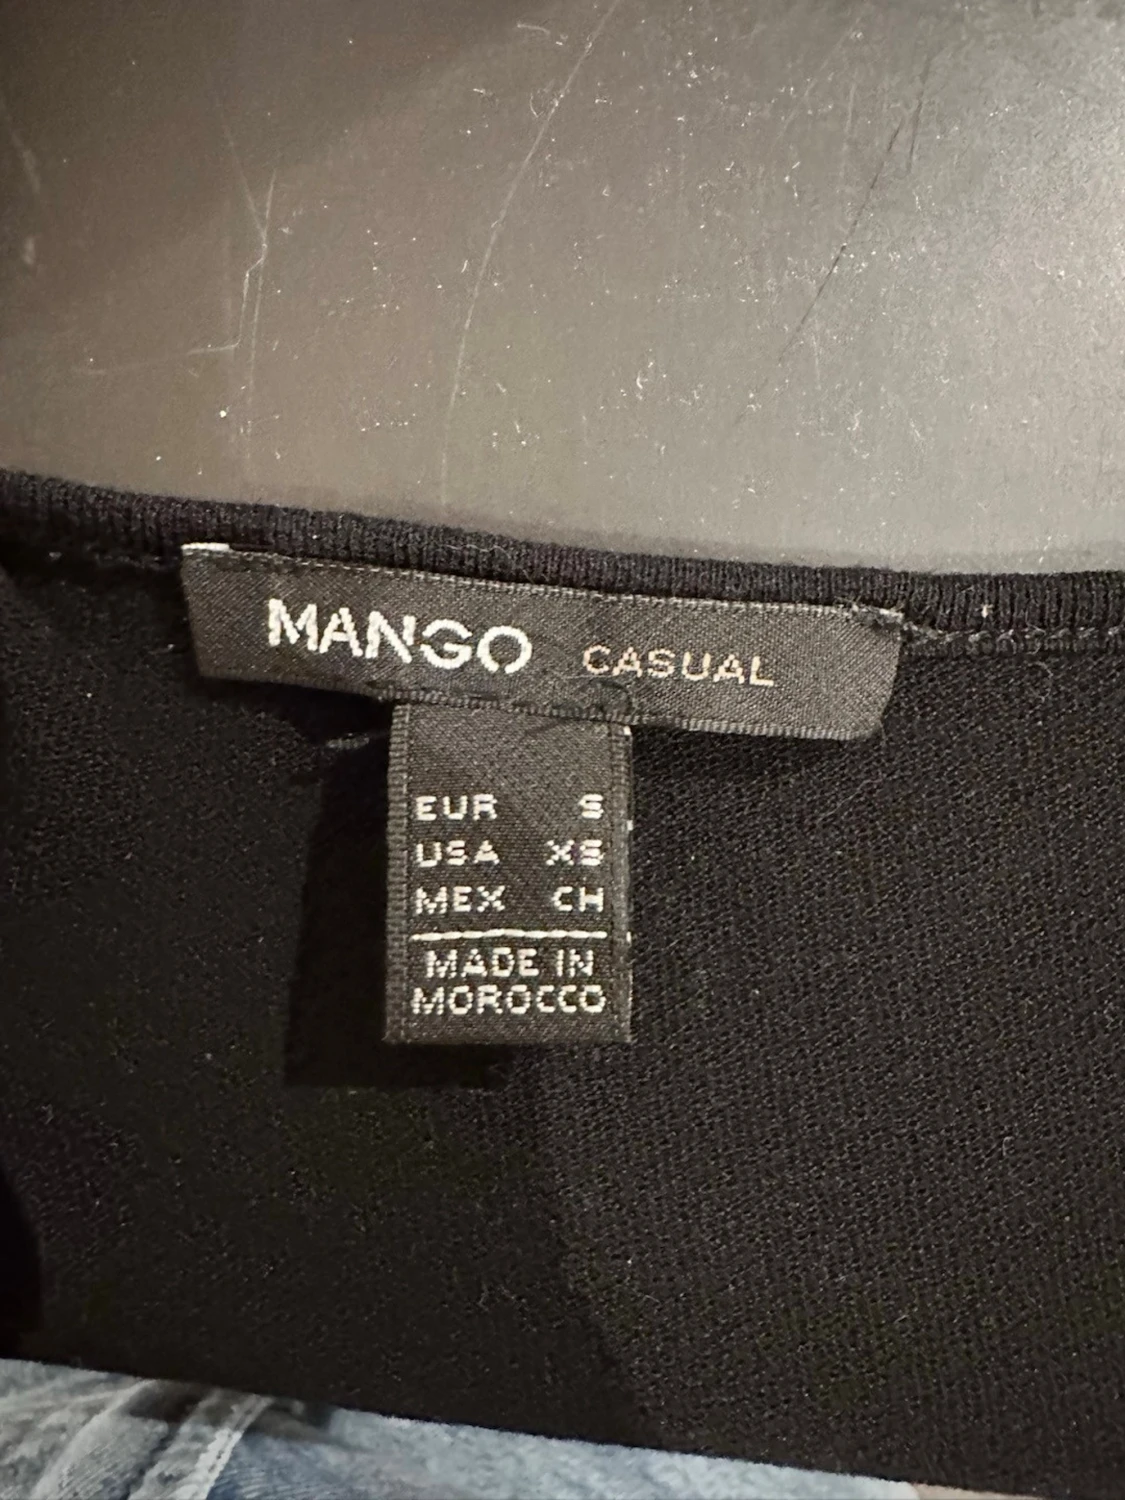 MANGO CASUAL
EUR S
USA XS
MEX CH
MADE IN
MOROCCO